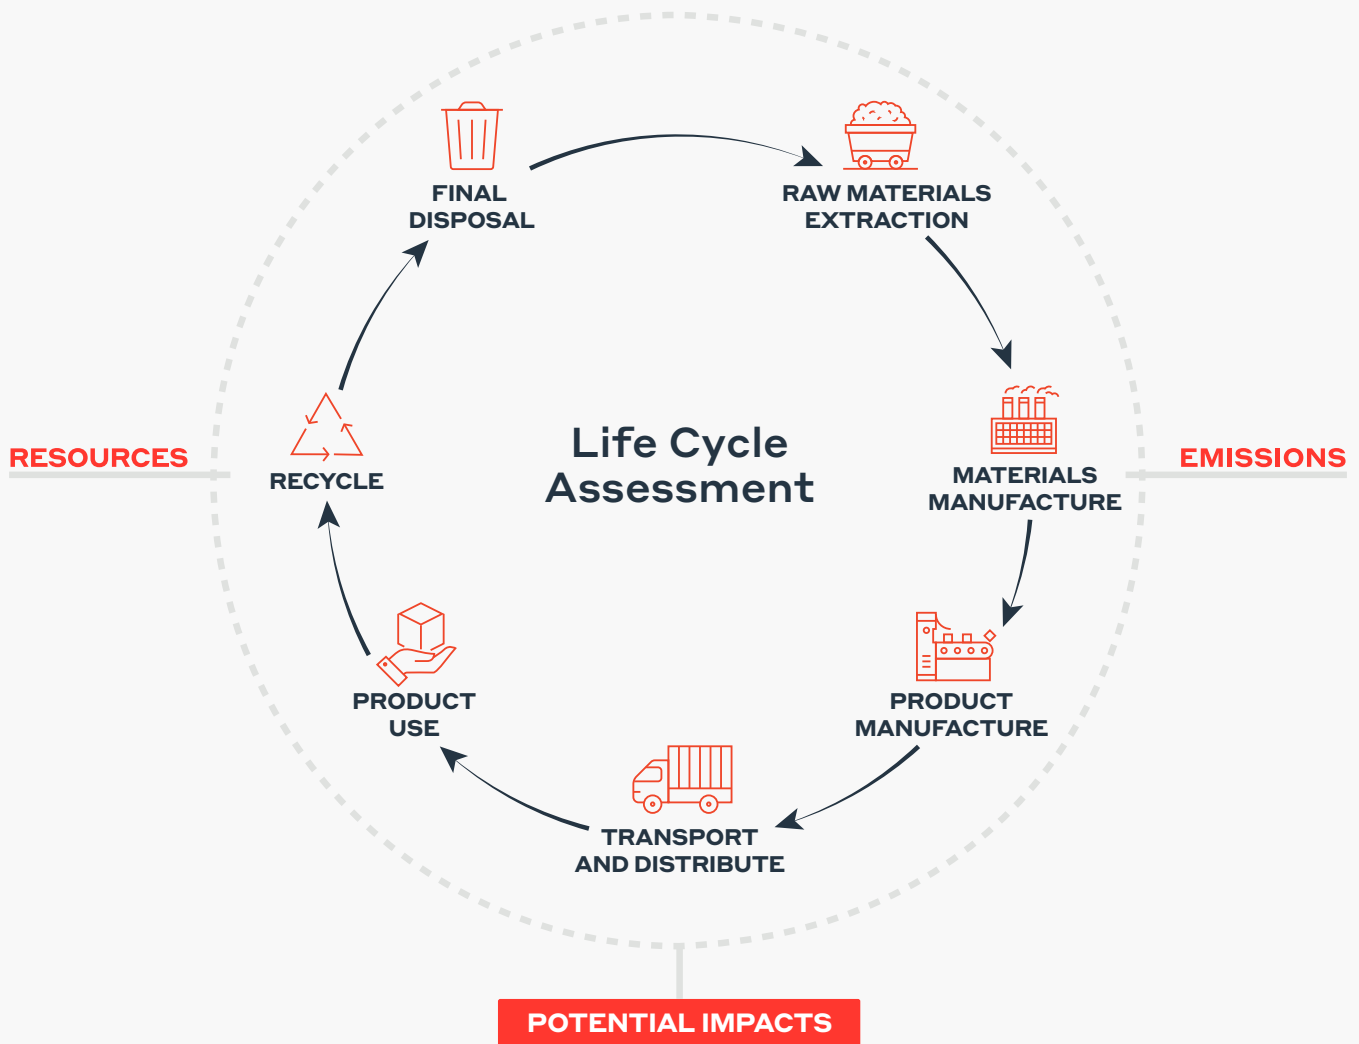 FINAL
DISPOSAL
RAW MATERIALS
EXTRACTION
RESOURCES
RECYCLE
Life Cycle
Assessment
MATERIALS
MANUFACTURE
EMISSIONS
PRODUCT
USE
PRODUCT
MANUFACTURE
TRANSPORT
AND DISTRIBUTE
POTENTIAL IMPACTS